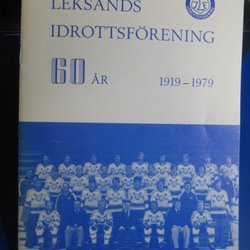 LEKSANDS
IDROTTSFÖRENING
60 ÅR 1919-1979